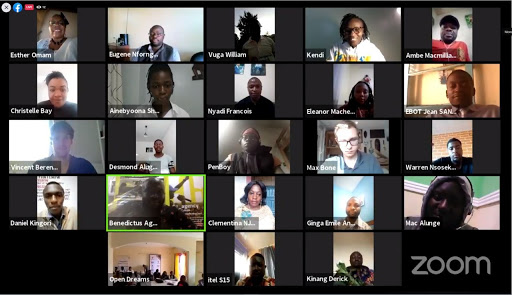 LIVE
Esther Omam
Eugene Nforng...
Vuga William
Kendi
Ambe Macmilla...
Christelle Bay
Ainebyoona Sh...
Nyadi Francois
Eleanor Mache...
EBOT Jean SAN...
Vincent Beren...
Desmond Alug...
PenBoy
Max Bone
Warren Nsosek...
Daniel Kingori
Benedictus Ag...
Clementina NJ...
Ginga Emile An...
Mac Alunge
Open Dreams
itel S15
Kinang Derick
zoom